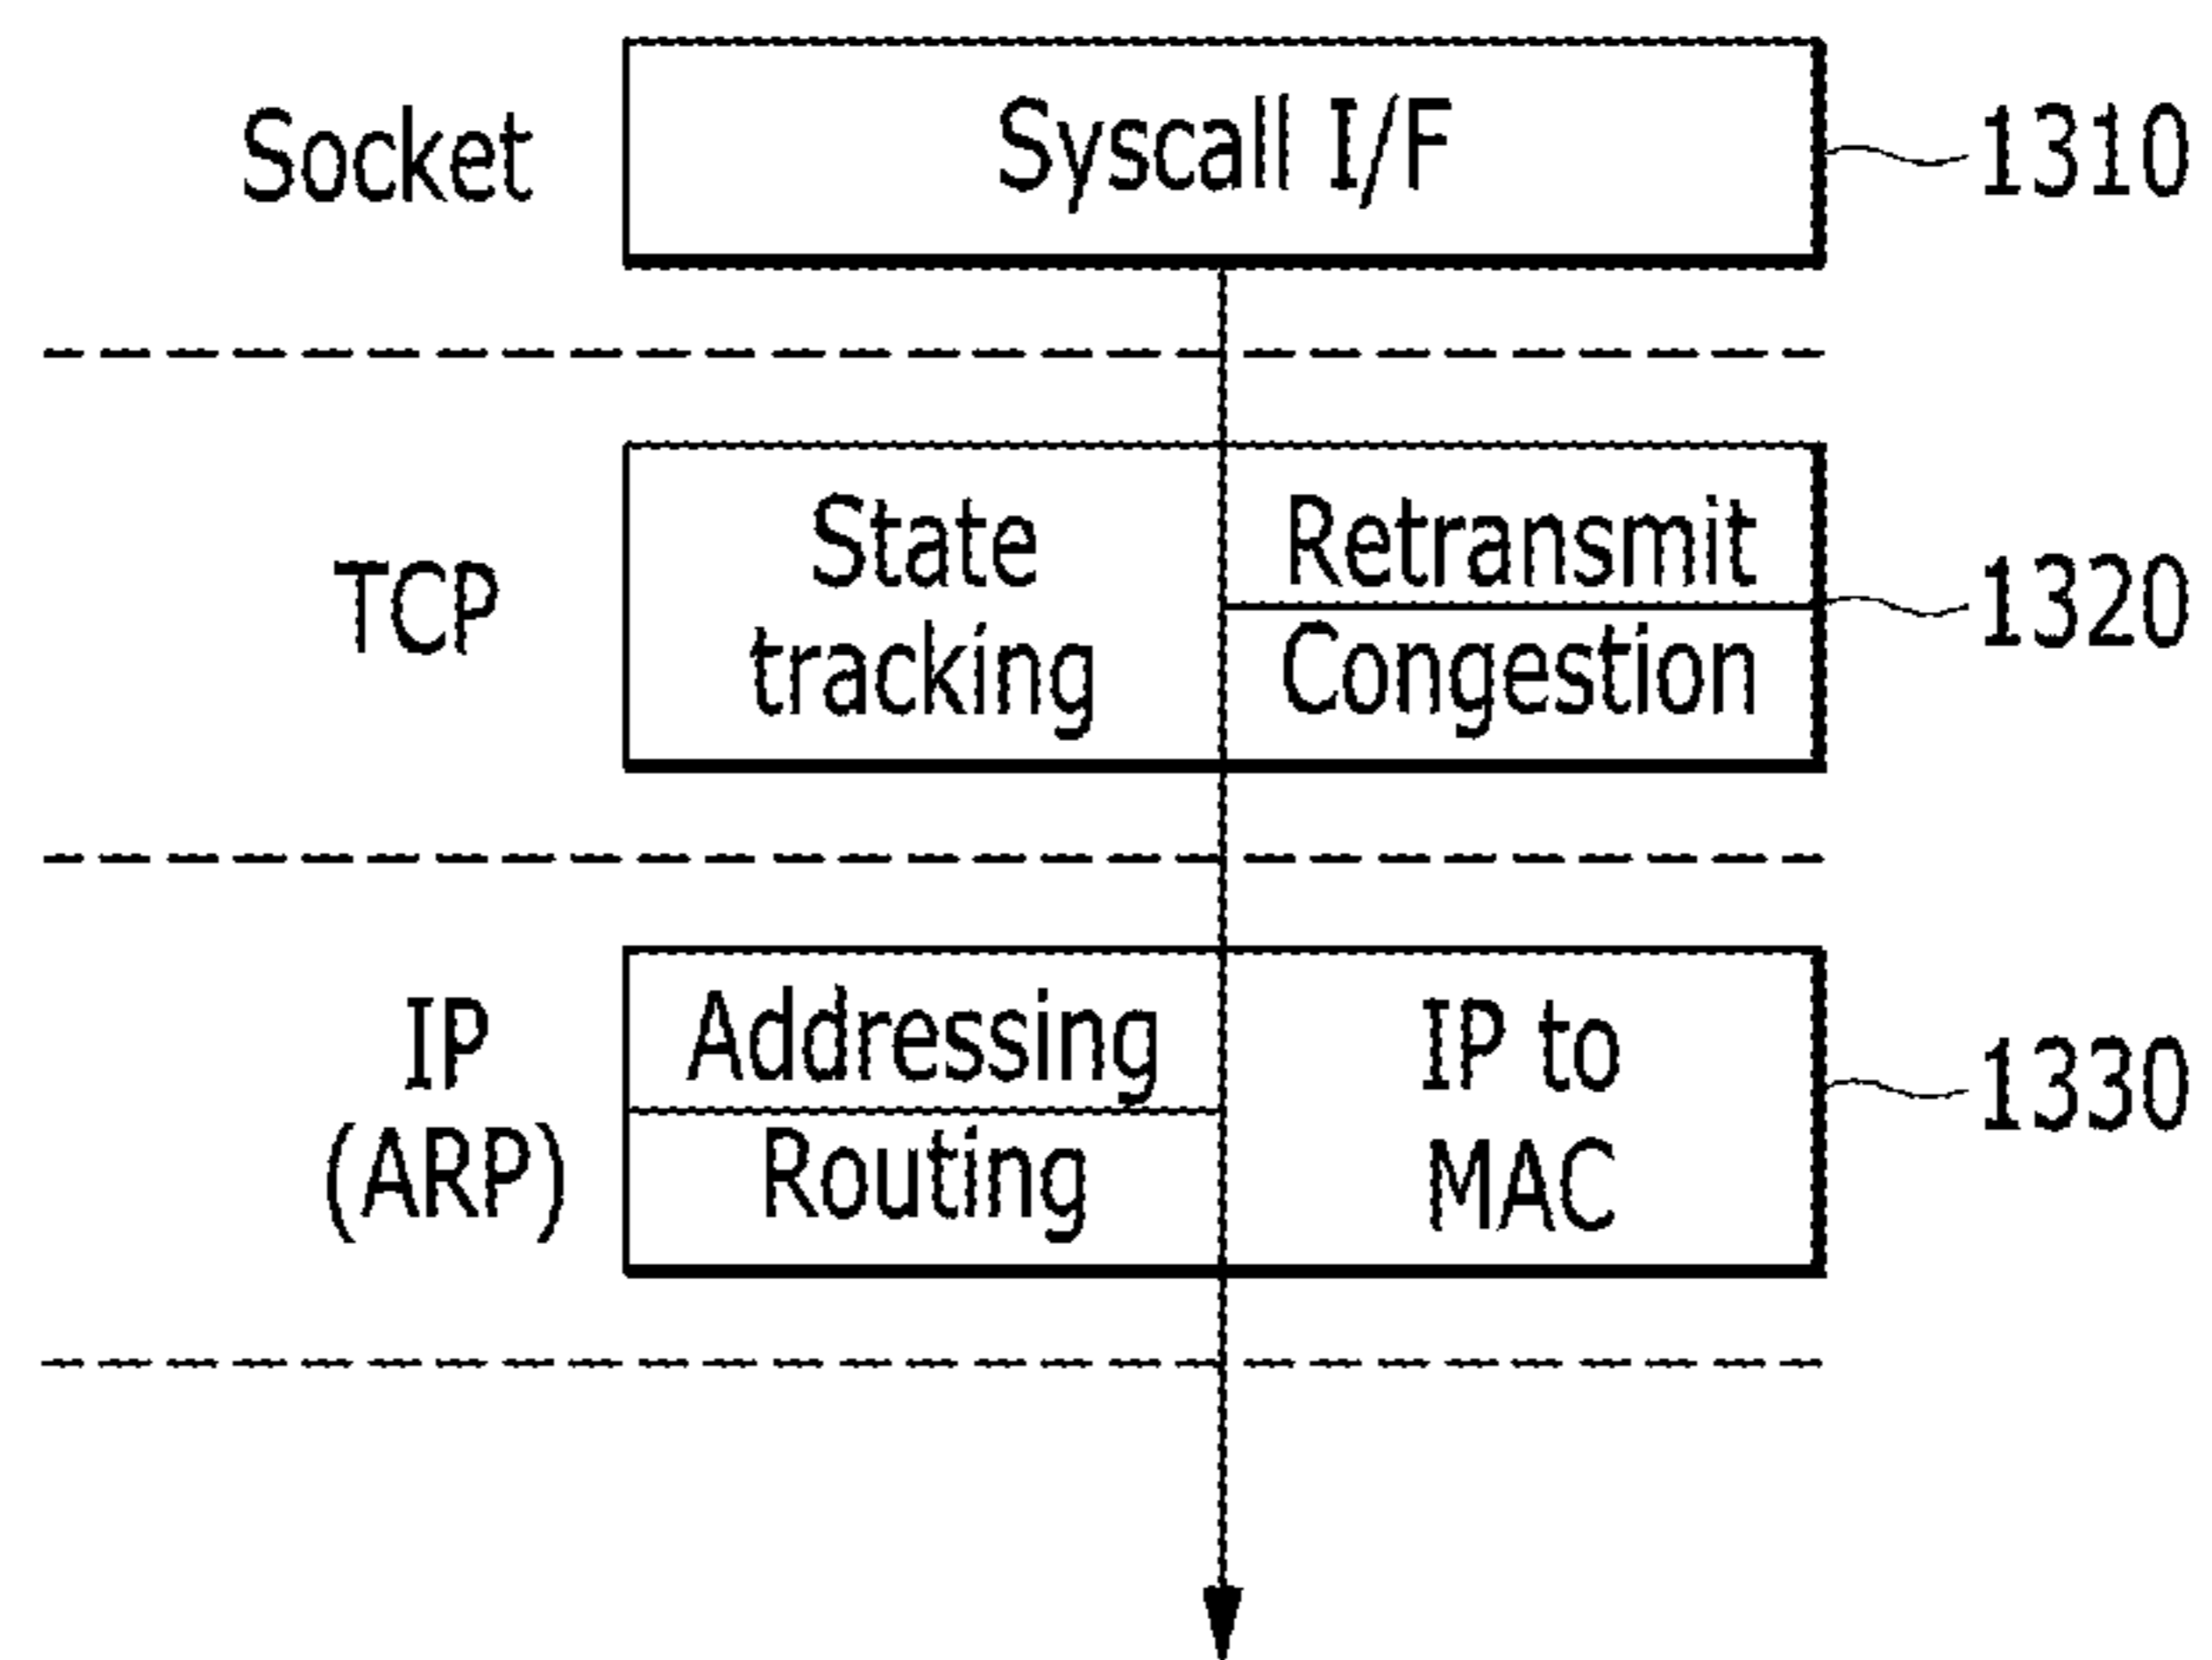 Socket
Syscall I/F
1310
TCP
State
tracking
Retransmit
Congestion
1320
IP
(ARP)
Addressing
Routing
IP to
MAC
1330